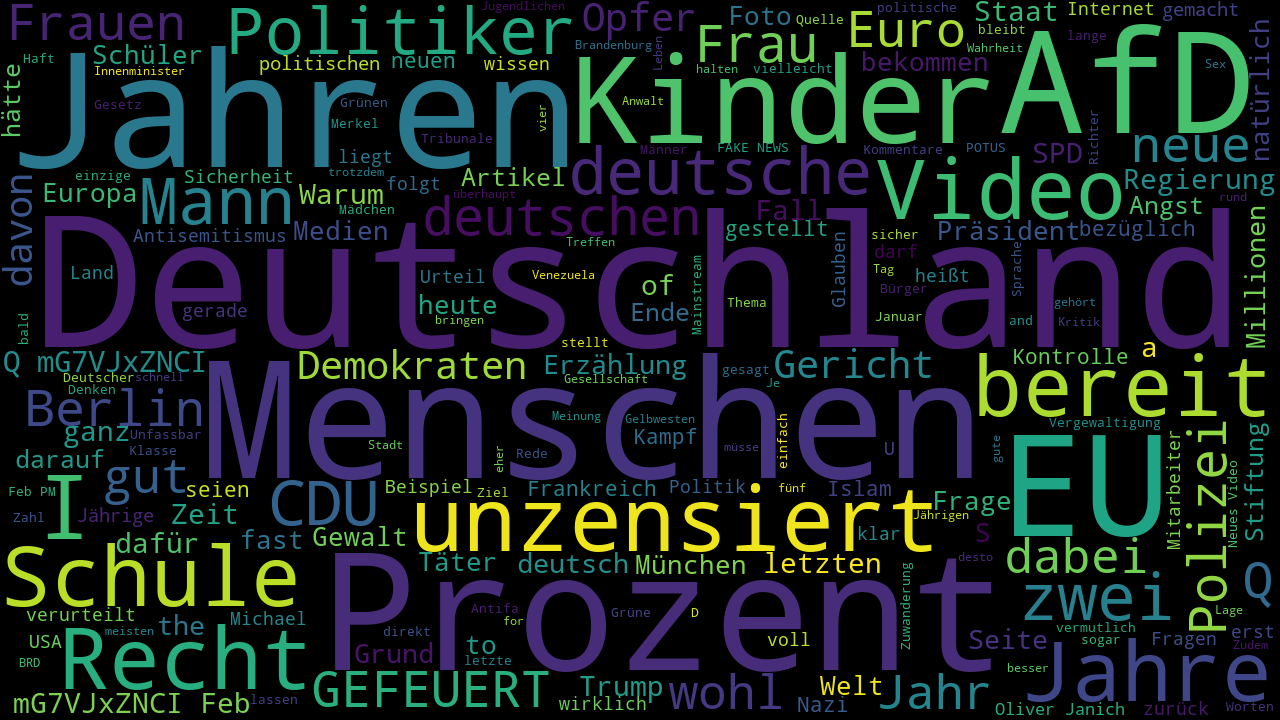 Frauen
Politiker
Jugendlichen
Opfer
Foto
Quelle
Euro
politische
Staat
bleibt
Internet
gemacht
Haft
Schüler
Innenminister
politischen
neuen
wissen
Brandenburg
Leben
Frau
halten
vielleicht
bekommen
Wahrheit
lange
Sex
natürlich
hätte
Jahren
Kinder
AfD
Gesetz
Grünen
Merkel
Tribunale
vier
Anwalt
Männer
FAKE NEWS
Kommentare
POTUS
SPD
Richter
neue
liegt
trotzdem
einzige
Sicherheit
folgt
Artikel
überhaupt
deutsche
Video
Regierung
Europa
Mann
Warum
Mädchen
deutschen
Fall
Angst
rund
davon
Antisemitismus
Medien
Treffen
gestellt
Glauben
sicher
darf
Präsident
bezüglich
Millionen
Deutschland
Land
Urteil
Venezuela
of
Mainstream
Tag
heißt
Sprache
Bürger
gerade
heute
bringen
Ende
Thema
Januar
and
gehört
Kritik
bald
stellt
Q mG7VJxZNCI
Demokraten
Erzählung
gesagt
Gericht
Kontrolle
a
Deutscher
schnell
Denken
Menschen
Gesellschaft
Je
bereit
Berlin
Meinung
Gelbwesten
einfach
Vergewaltigung
ganz
Unfassbar
Klasse
Stadt
eher
Rede
Kampf
müsse
U
gute
EU
Mitarbeiter
Polizei
Neues Video
Stiftung
darauf
gut
seien
CDU
Beispiel
Ziel
Frankreich
Politik
fünf
Islam
Frage
Feb PM
I
Zahl
Jährige
Zeit
unzensiert
Jährigen
klar
S
dafür
fast
Gewalt
Täter
deutsch
München
letzten
desto
dabei
Schule
Prozent
Zuwanderung
zwei
Q
verurteilt
meisten
the
Michael
Antifa
for
Grüne
D
voll
Lage
vermutlich
sogar
Fragen
erst
Zudem
USA
BRD
Recht
direkt
Grund
to
letzte
Seite
besser
Jahre
mG7VJxZNCI Feb
lassen
GEFEUERT
Trump
wirklich
wohl
Nazi
Welt
Jahr
Oliver Janich
zurück
Worten